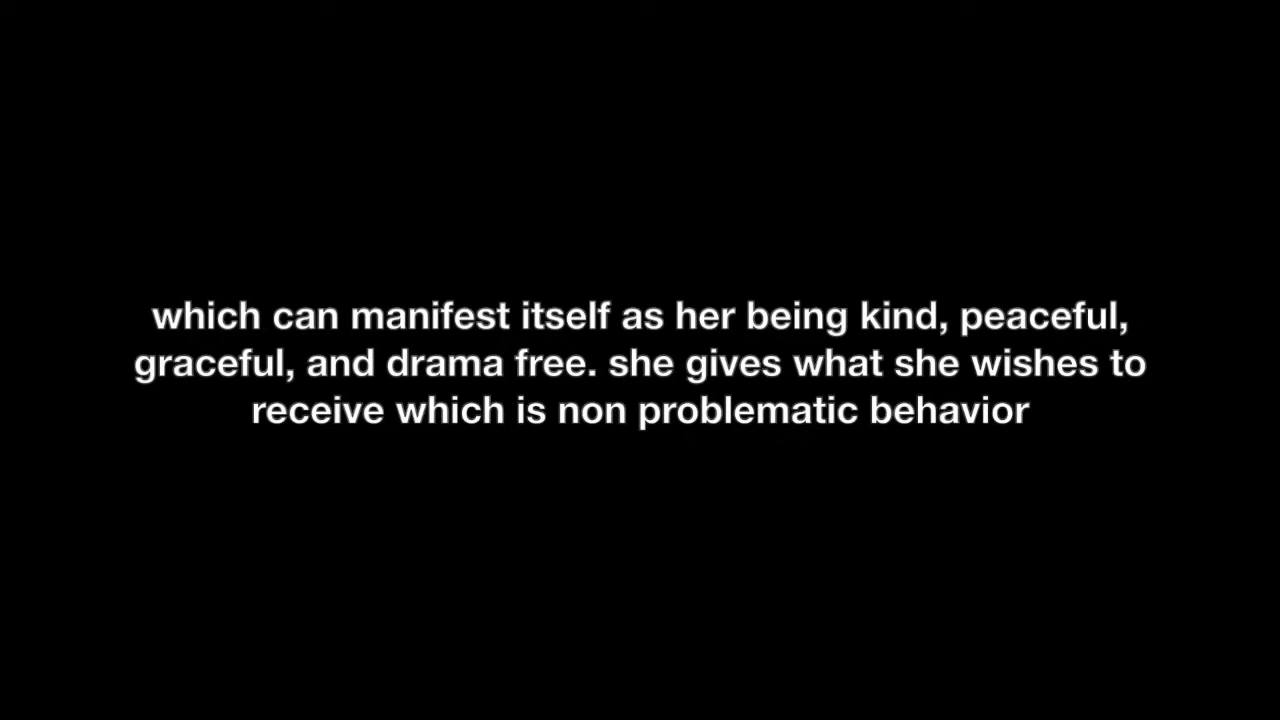 which can manifest itself as her being kind, peaceful,
graceful, and drama free. she gives what she wishes to
receive which is non problematic behavior